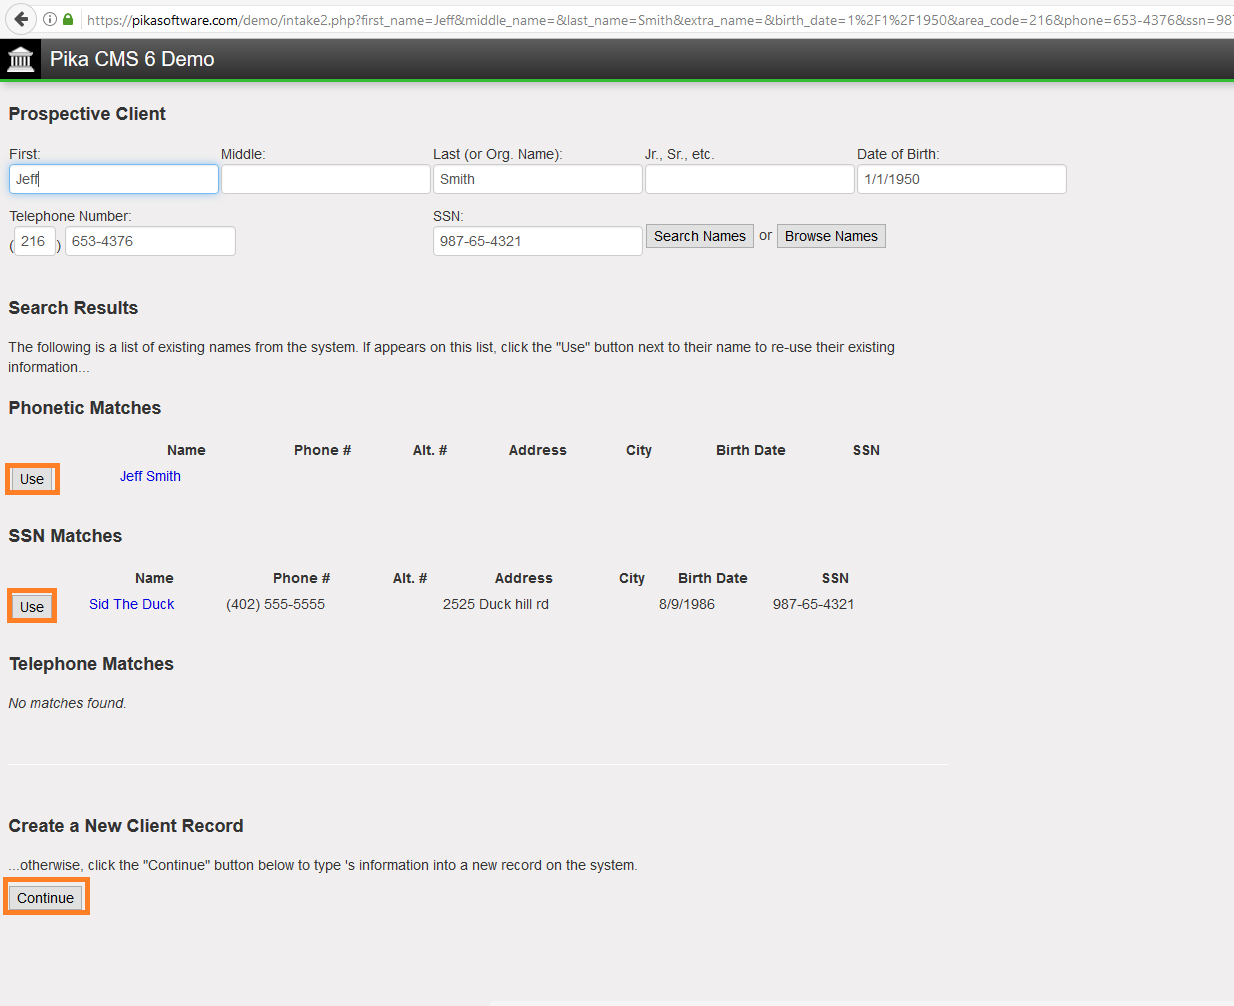 https://pikasoftware.com/demo/intake2.php?first_name=Jeff&middle_name=&last_name=Smith&extra_name=&birth_date=1%2F1%2F1950&area_code=216&phone=653-4376&ssn=987
Pika CMS 6 Demo
Prospective Client
First: Middle: Last (or Org. Name): Jr., Sr., etc. Date of Birth:
Jeff Smith 1/1/1950
Telephone Number: SSN:
(216) 653-4376 987-65-4321 Search Names or Browse Names
Search Results
The following is a list of existing names from the system. If appears on this list, click the "Use" button next to their name to re-use their existing
information...
Phonetic Matches
Name Phone # Alt. # Address City Birth Date SSN
Use Jeff Smith
SSN Matches
Name Phone # Alt. # Address City Birth Date SSN
Use Sid The Duck (402) 555-5555 2525 Duck hill rd 8/9/1986 987-65-4321
Telephone Matches
No matches found.
Create a New Client Record
...otherwise, click the "Continue" button below to type 's information into a new record on the system.
Continue